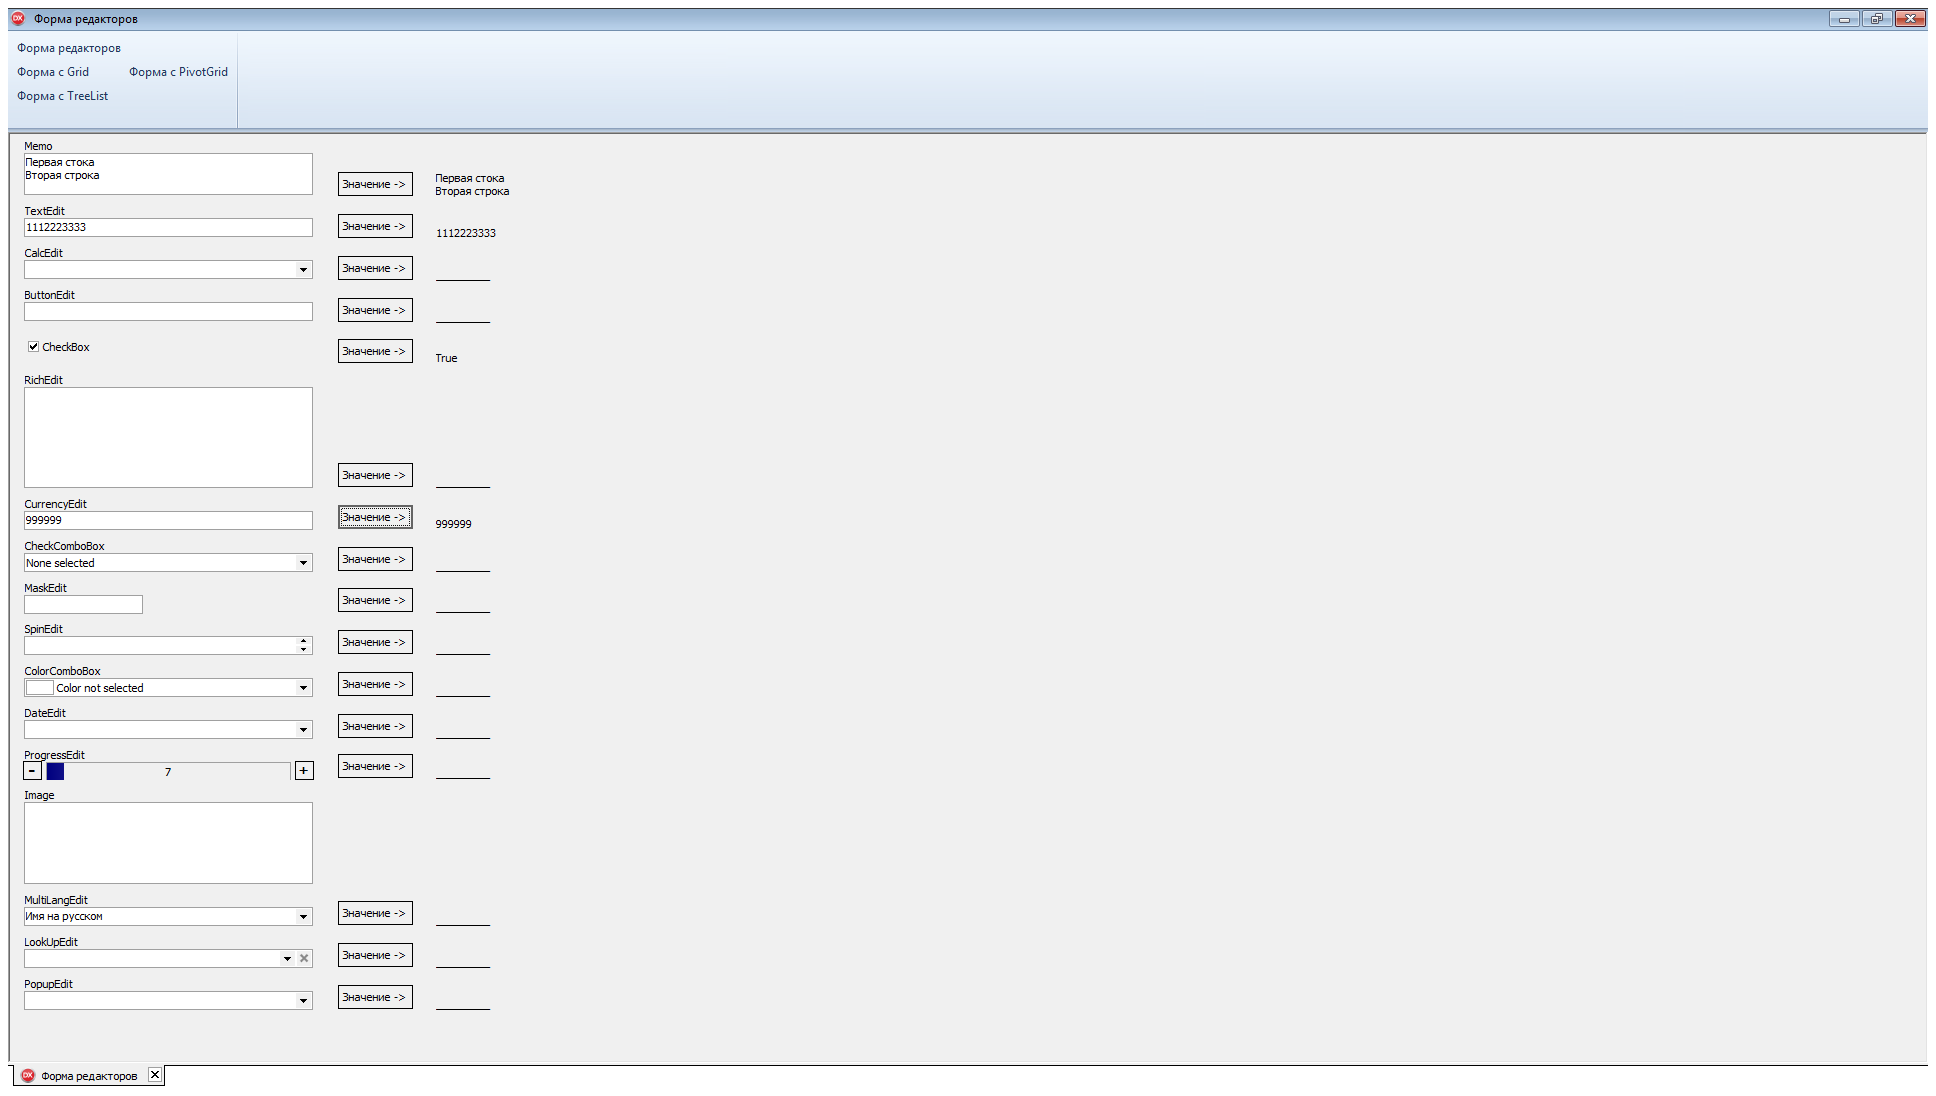 Форма редакторов
Форма редакторов
Форма с Grid
Форма с PivotGrid
Форма с TreeList
Memo
Первая стока
Вторая строка
Значение ->
Первая стока
Вторая строка
TextEdit
1112223333
Значение ->
1112223333
CalcEdit
Значение ->
ButtonEdit
Значение ->
CheckBox
Значение ->
True
RichEdit
Значение ->
CurrencyEdit
999999
Значение ->
999999
CheckComboBox
None selected
Значение ->
MaskEdit
Значение ->
SpinEdit
Значение ->
ColorComboBox
Color not selected
Значение ->
DateEdit
Значение ->
ProgressEdit
- 7 +
Значение ->
Image
MultiLangEdit
Имя на русском
Значение ->
LookUpEdit
Значение ->
PopupEdit
Значение ->
DX Форма редакторов